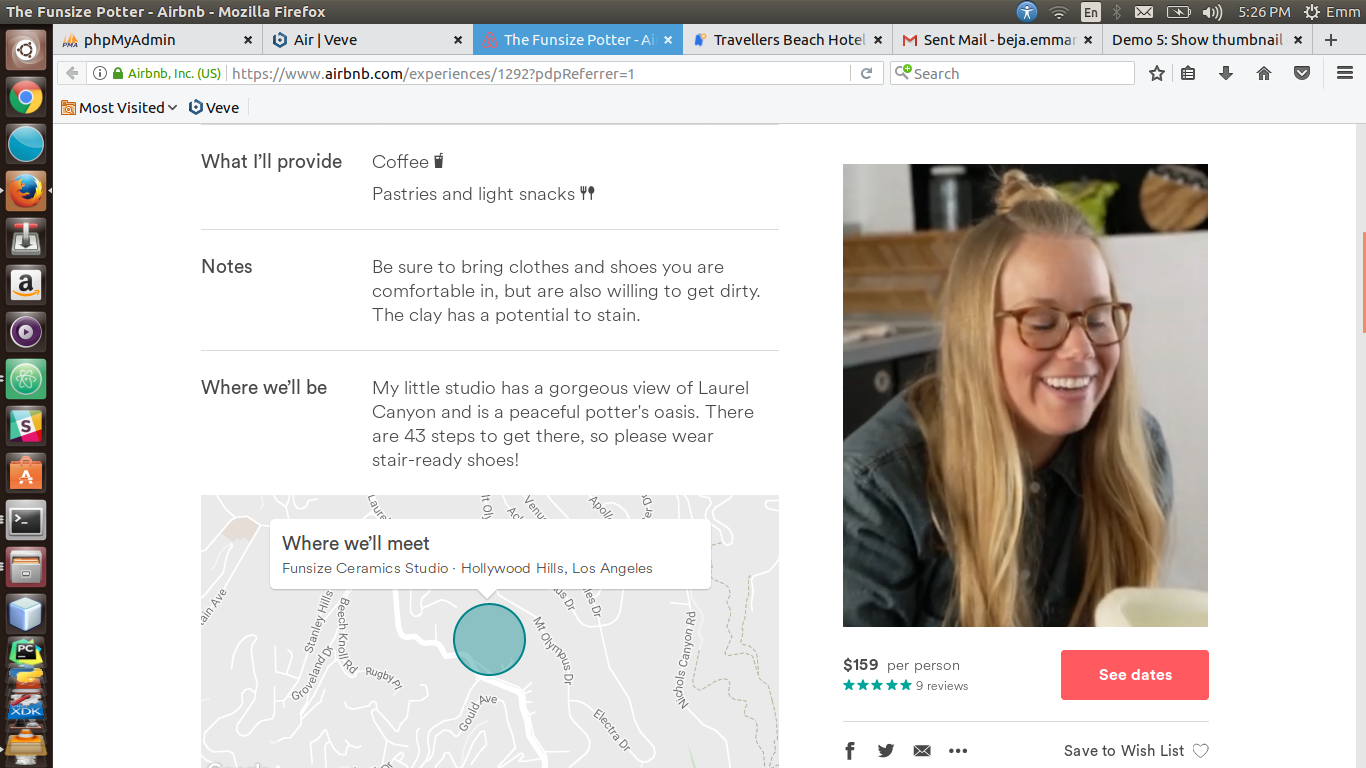 The Funsize Potter - Airbnb - Mozilla Firefox
En
5:26 PM
Emm
phpMyAdmin
Air | Veve
The Funsize Potter - Ai
Travellers Beach Hotel
Sent Mail - beja.emmar
Demo 5: Show thumbnail
Airbnb, Inc. (US)
https://www.airbnb.com/experiences/1292?pdpReferrer=1
Search
Most Visited
Veve
What I’ll provide
Coffee
Pastries and light snacks
Notes
Be sure to bring clothes and shoes you are
comfortable in, but are also willing to get dirty.
The clay has a potential to stain.
Where we’ll be
My little studio has a gorgeous view of Laurel
Canyon and is a peaceful potter's oasis. There
are 43 steps to get there, so please wear
stair-ready shoes!
Where we’ll meet
Funsize Ceramics Studio · Hollywood Hills, Los Angeles
Stanley Hills
Beech Knoll Rd
Groveland Dr
Rugby Pl
Gould Ave
Mt Olympus Dr
Electra Dr
Nichols Canyon Rd
$159 per person
9 reviews
See dates
Save to Wish List
PC
XDK